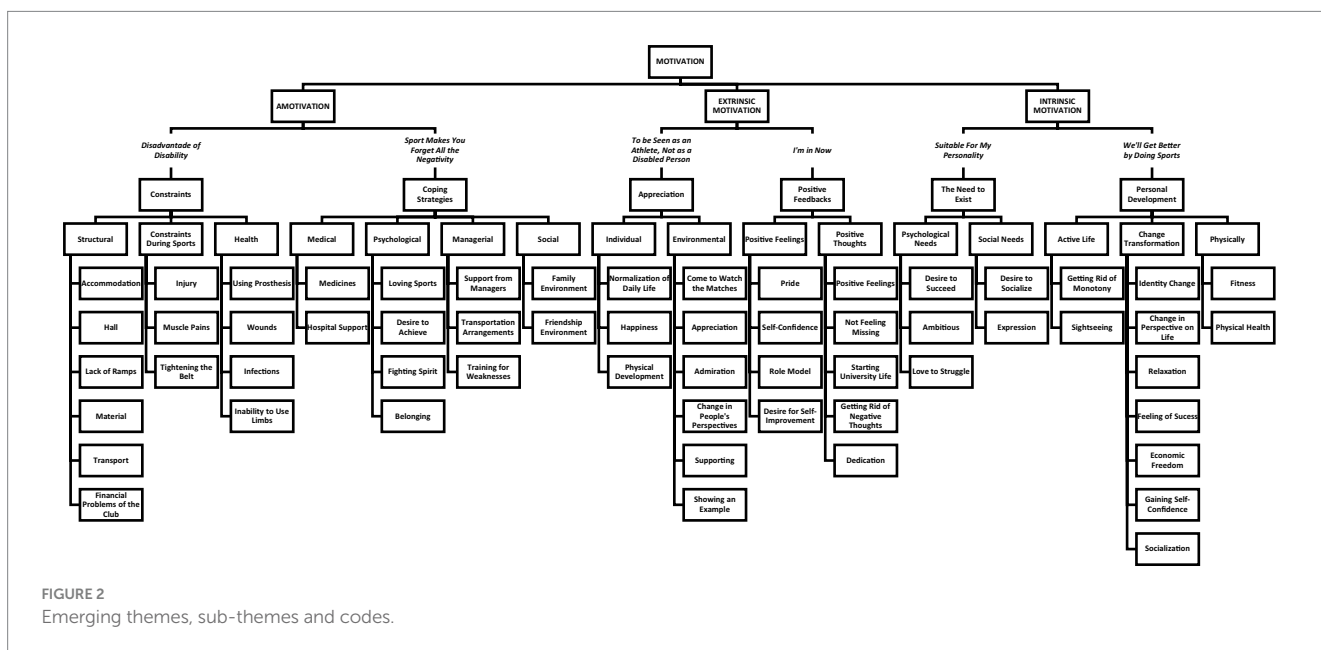 MOTIVATION
AMOTIVATION
EXTRINSIC
MOTIVATION
INTRINSIC
MOTIVATION
Disadvantade of
Disability
Sport Makes You
Forget All the
Negativity
To be Seen as an
Athlete, Not as a
Disabled Person
I'm in Now
Suitable For My
Personality
We'll Get Better
by Doing Sports
Constraints
Coping
Strategies
Appreciation
Positive
Feedbacks
The Need to
Exist
Personal
Development
Structural
Constraints
During Sports
Health
Medical
Psychological
Managerial
Social
Individual
Environmental
Positive Feelings
Positive
Thoughts
Psychological
Needs
Social Needs
Active Life
Change
Transformation
Physically
Accommodation
Injury
Using Prosthesis
Medicines
Loving Sports
Support from
Managers
Family
Environment
Normalization of
Daily Life
Come to Watch
the Matches
Pride
Positive Feelings
Desire to
Succeed
Desire to
Socialize
Getting Rid of
Monotony
Identity Change
Fitness
Hall
Muscle Pains
Wounds
Hospital Support
Desire to
Achieve
Transportation
Arrangements
Friendship
Environment
Happiness
Appreciation
Self-Confidence
Not Feeling
Missing
Ambitious
Expression
Sightseeing
Change in
Perspective on
Life
Physical Health
Lack of Ramps
Tightening the
Belt
Infections
Fighting Spirit
Training for
Weaknesses
Physical
Development
Admiration
Role Model
Starting
University Life
Love to Struggle
Relaxation
Material
Inability to Use
Limbs
Belonging
Change in
People's
Perspectives
Desire for Self-
Improvement
Getting Rid of
Negative
Thoughts
Feeling of Sucess
Transport
Supporting
Dedication
Economic
Freedom
Financial
Problems of the
Club
Showing an
Example
Gaining Self-
Confidence
Socialization
FIGURE 2
Emerging themes, sub-themes and codes.